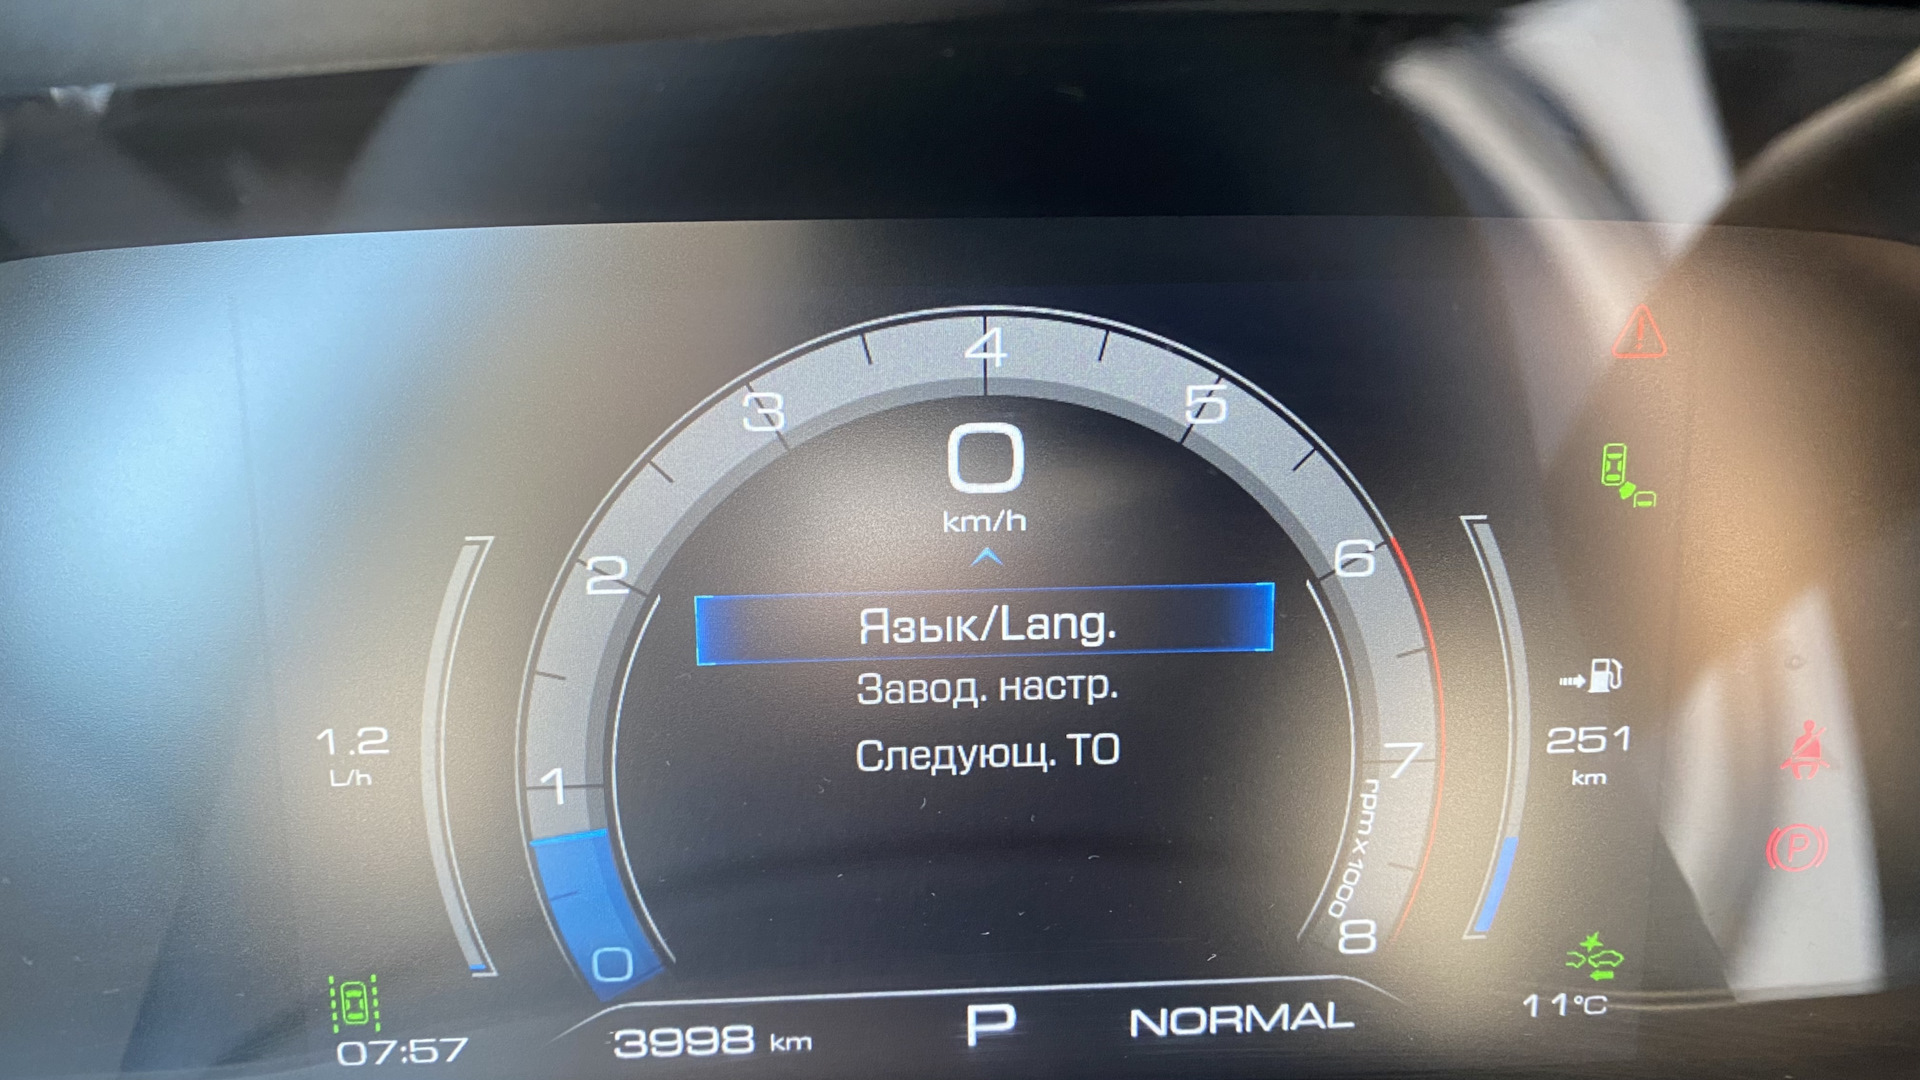 4
3
5
0
km/h
2
6
Язык/Lang.
Завод. настр.
Следующ. ТО
1.2
L/h
1
7
251
km
rpm x 1000
0
8
P
11°C
07:57
3998 km
P
NORMAL